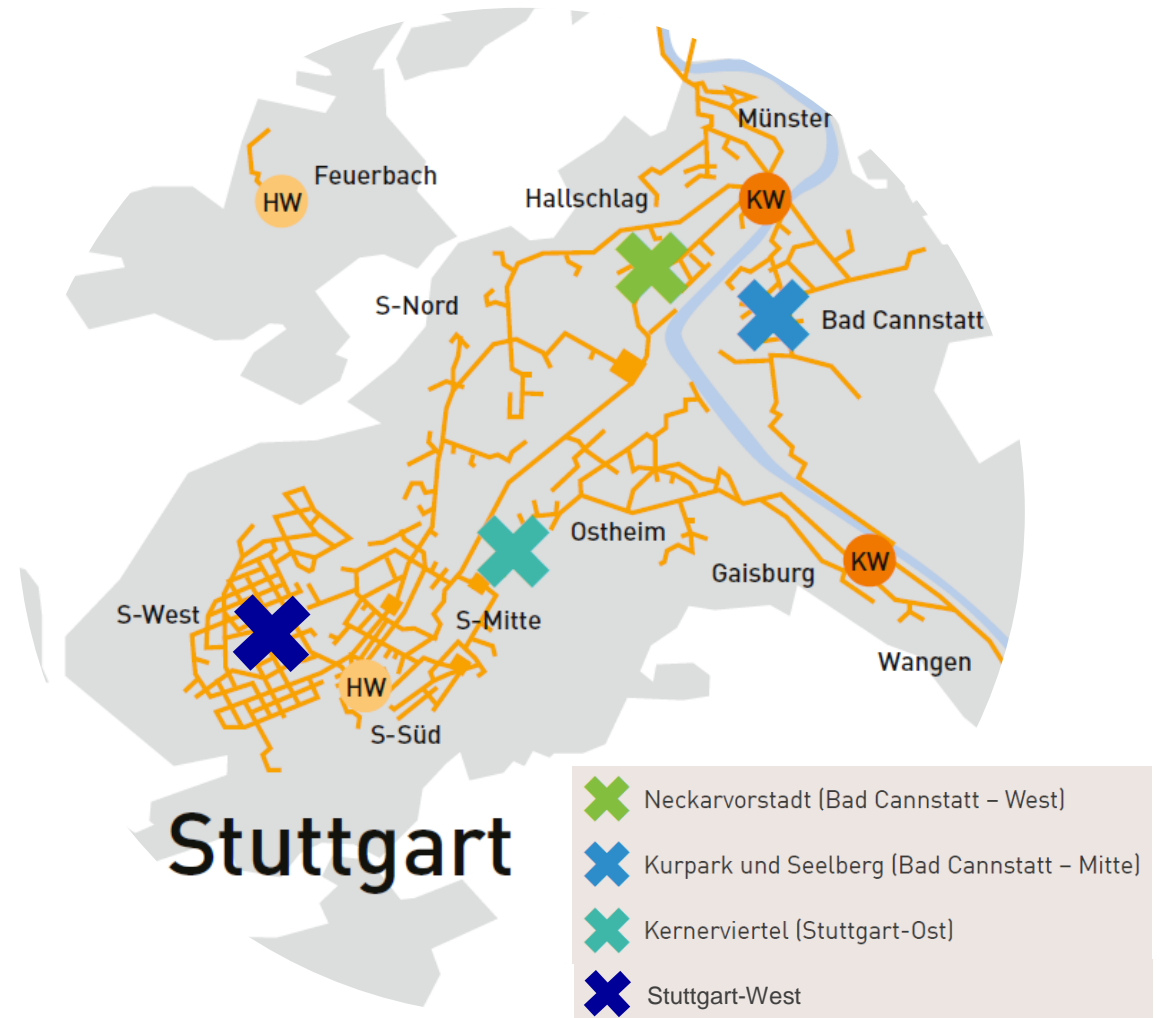 Münster
Feuerbach
HW
Hallschlag
KW
S-Nord
Bad Cannstatt
Ostheim
KW
Gaisburg
S-West
S-Mitte
Wangen
HW
S-Süd
Stuttgart
Neckarvorstadt (Bad Cannstatt – West)
Kurpark und Seelberg (Bad Cannstatt – Mitte)
Kernerviertel (Stuttgart-Ost)
Stuttgart-West